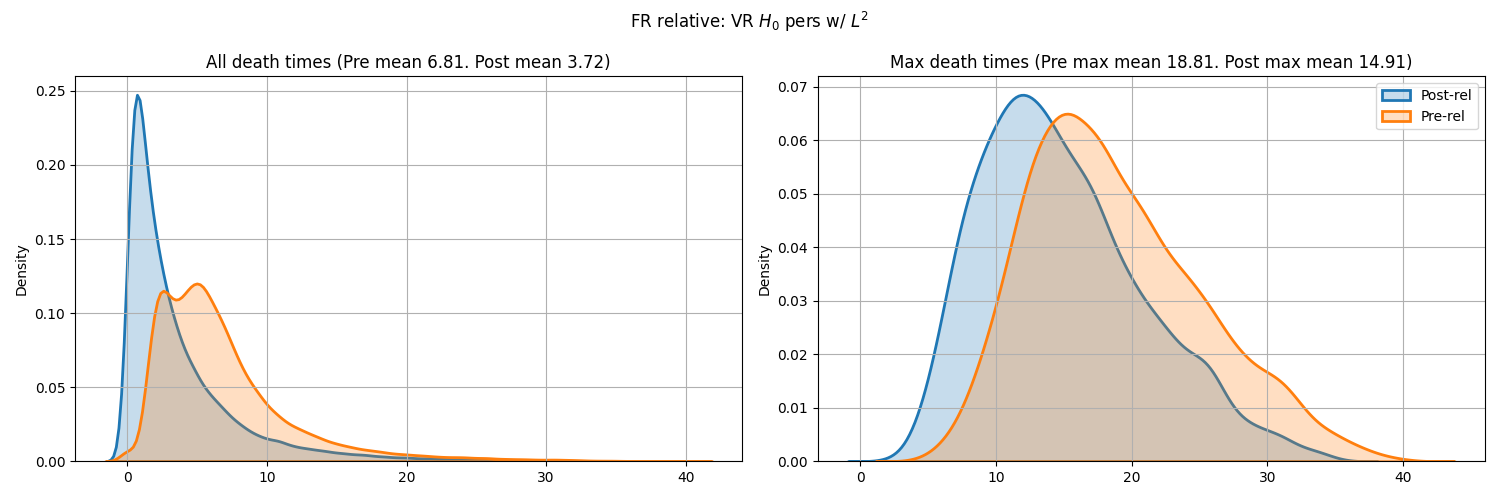 FR relative: VR $H_0$ pers w/ $L^2$
All death times (Pre mean 6.81. Post mean 3.72)
Density
0.25
0.20
0.15
0.10
0.05
0.00
0 10 20 30 40
Max death times (Pre max mean 18.81. Post max mean 14.91)
Post-rel
Pre-rel
Density
0.07
0.06
0.05
0.04
0.03
0.02
0.01
0.00
0 10 20 30 40